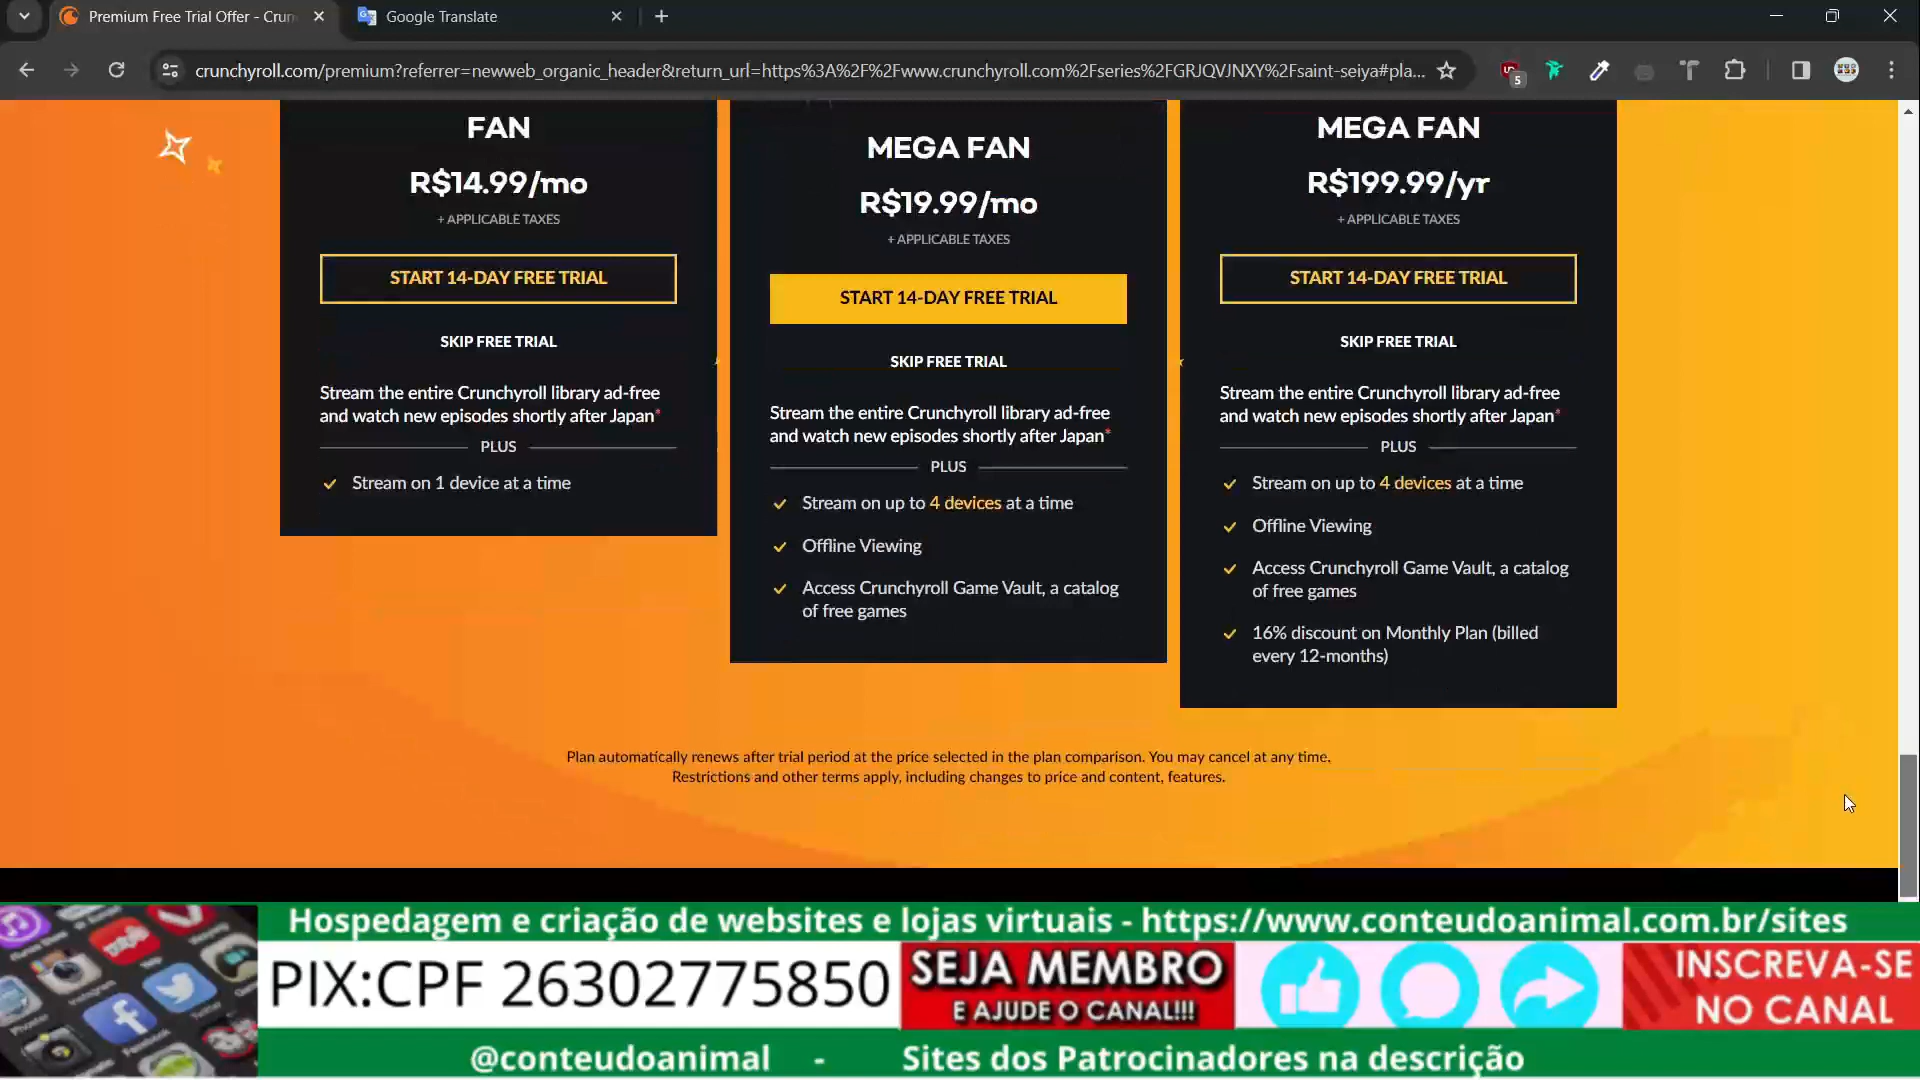 Premium Free Trial Offer - Crun
Google Translate
crunchyroll.com/premium?referrer=newweb_organic_header&return_url=https%3A%2F%2Fwww.crunchyroll.com%2Fseries%2FGRJQVJNXY%2Fsaint-seiya#pla...
5
FAN
R$14.99/mo
+ APPLICABLE TAXES
START 14-DAY FREE TRIAL
SKIP FREE TRIAL
Stream the entire Crunchyroll library ad-free
and watch new episodes shortly after Japan*
PLUS
Stream on 1 device at a time
MEGA FAN
R$19.99/mo
+ APPLICABLE TAXES
START 14-DAY FREE TRIAL
SKIP FREE TRIAL
Stream the entire Crunchyroll library ad-free
and watch new episodes shortly after Japan*
PLUS
Stream on up to 4 devices at a time
Offline Viewing
Access Crunchyroll Game Vault, a catalog
of free games
MEGA FAN
R$199.99/yr
+ APPLICABLE TAXES
START 14-DAY FREE TRIAL
SKIP FREE TRIAL
Stream the entire Crunchyroll library ad-free
and watch new episodes shortly after Japan*
PLUS
Stream on up to 4 devices at a time
Offline Viewing
Access Crunchyroll Game Vault, a catalog
of free games
16% discount on Monthly Plan (billed
every 12-months)
Plan automatically renews after trial period at the price selected in the plan comparison. You may cancel at any time.
Restrictions and other terms apply, including changes to price and content, features.
Hospedagem e criação de websites e lojas virtuais - https://www.conteudoanimal.com.br/sites
PIX:CPF 26302775850
SEJA MEMBRO
E AJUDE O CANAL!!!
INSCREVA-SE
NO CANAL
@conteudoanimal - Sites dos Patrocinadores na descrição